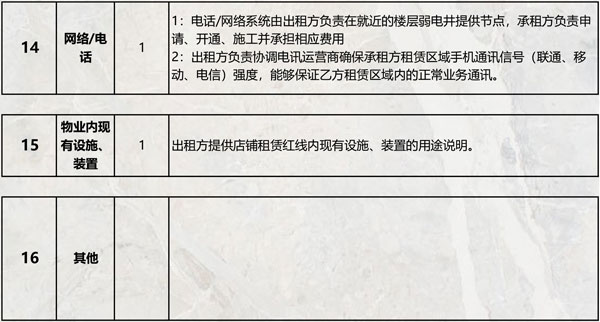 14
网络/电
话
1
1：电话/网络系统由出租方负责在就近的楼层弱电井提供节点，承租方负责申
请、开通、施工并承担相应费用
2：出租方负责协调电讯运营商确保承租方租赁区域手机通讯信号（联通、移
动、电信）强度，能够保证乙方租赁区域内的正常业务通讯。
15
物业内现
有设施、
装置
1
出租方提供店铺租赁红线内现有设施、装置的用途说明。
16
其他